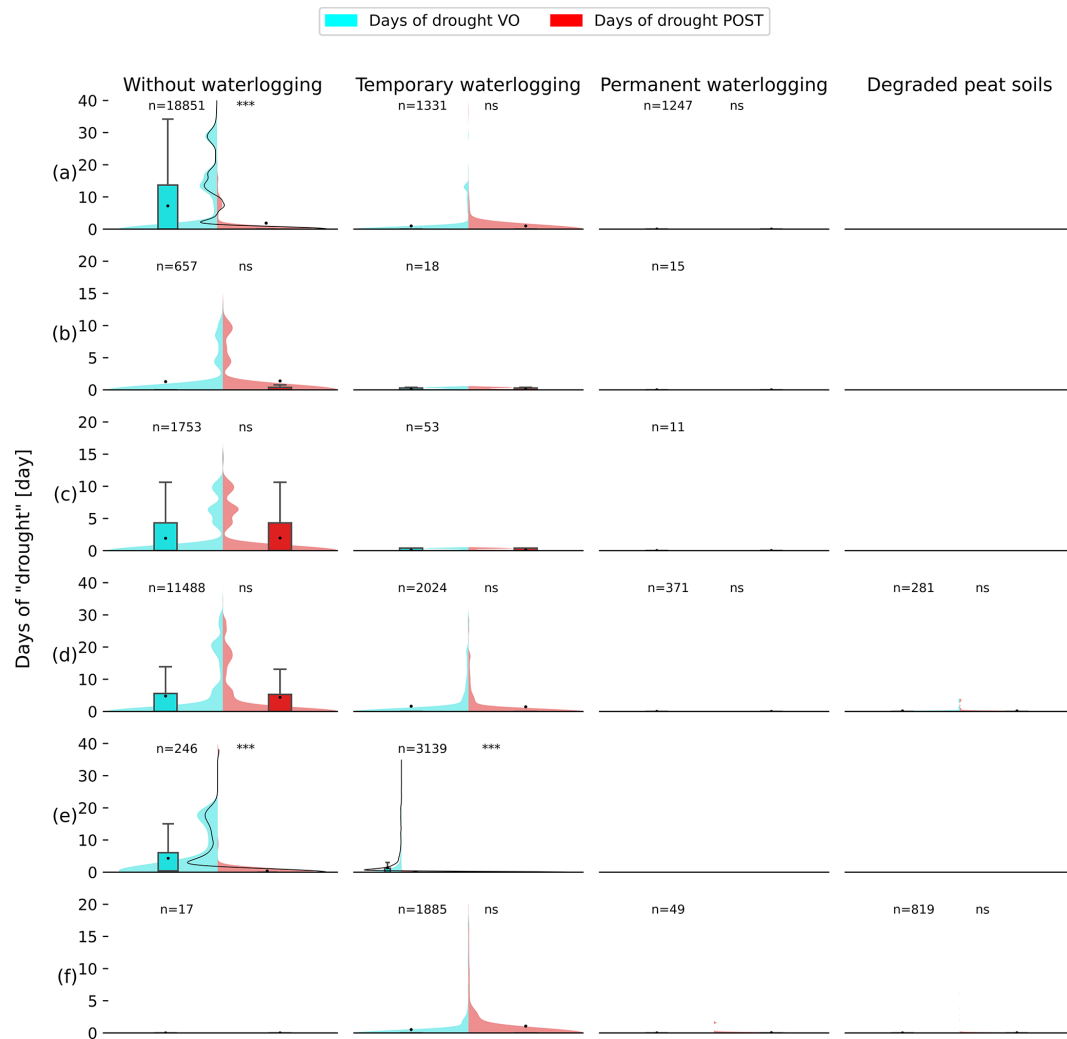 Days of drought VO Days of drought POST
Without waterlogging Temporary waterlogging Permanent waterlogging Degraded peat soils
n=18851 *** n=1331 ns n=1247 ns
40
30
20
10
0
(a)
n=657 ns n=18 n=15
20
15
10
5
0
(b)
n=1753 ns n=53 n=11
20
15
10
5
0
(c)
n=11488 ns n=2024 ns n=371 ns n=281 ns
40
30
20
10
0
(d)
n=246 *** n=3139 ***
40
30
20
10
0
(e)
n=17 n=1885 ns n=49 n=819 ns
20
15
10
5
0
(f)
Days of "drought" [day]